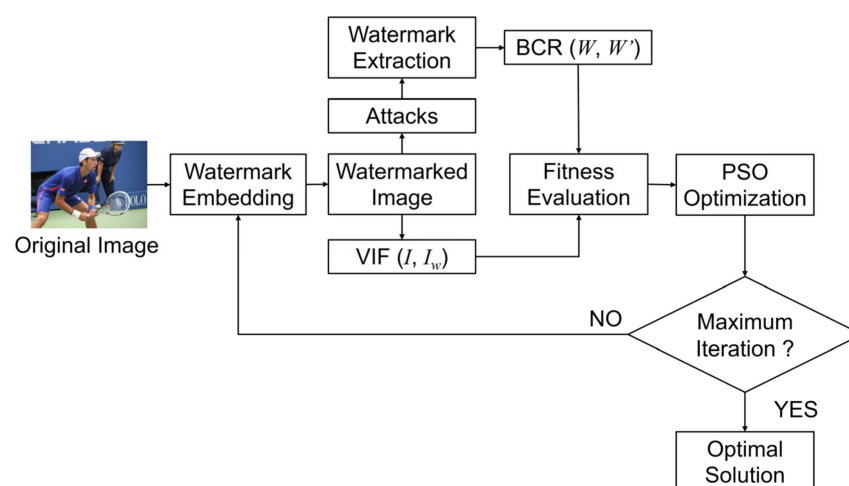 Watermark
Extraction
BCR (W, W’)
Attacks
Watermark
Embedding
Watermarked
Image
Fitness
Evaluation
PSO
Optimization
OLO
Original Image
VIF (I, Iw)
NO
Maximum
Iteration ?
YES
Optimal
Solution